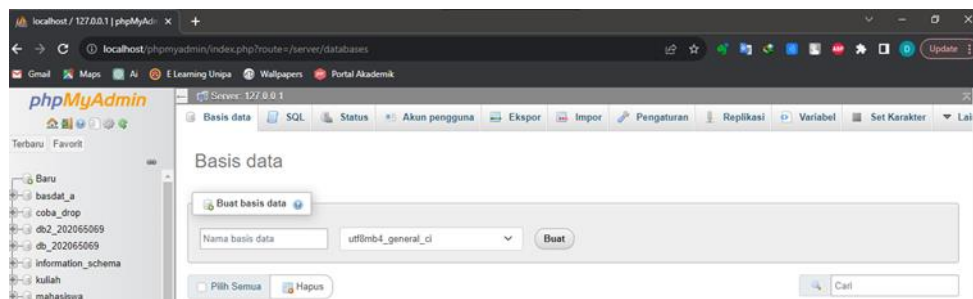 localhost / 127.0.0.1 | phpMyAdm
localhost/phpmyadmin/index.php?route=/server/databases
Update
Gmail Maps Ai E Learning Unipa Wallpapers Portal Akademik
phpMyAdmin
Server: 127.0.0.1
Basis data SQL Status Akun pengguna Ekspor Impor Pengaturan Replikasi Variabel Set Karakter Lai
Terbaru Favorit
Basis data
Baru
basdat_a
coba_drop
db2_202065069
db_202065069
information_schema
kuliah
mahasiswa
Buat basis data
Nama basis data utf8mb4_general_ci Buat
Pilih Semua Hapus Cari